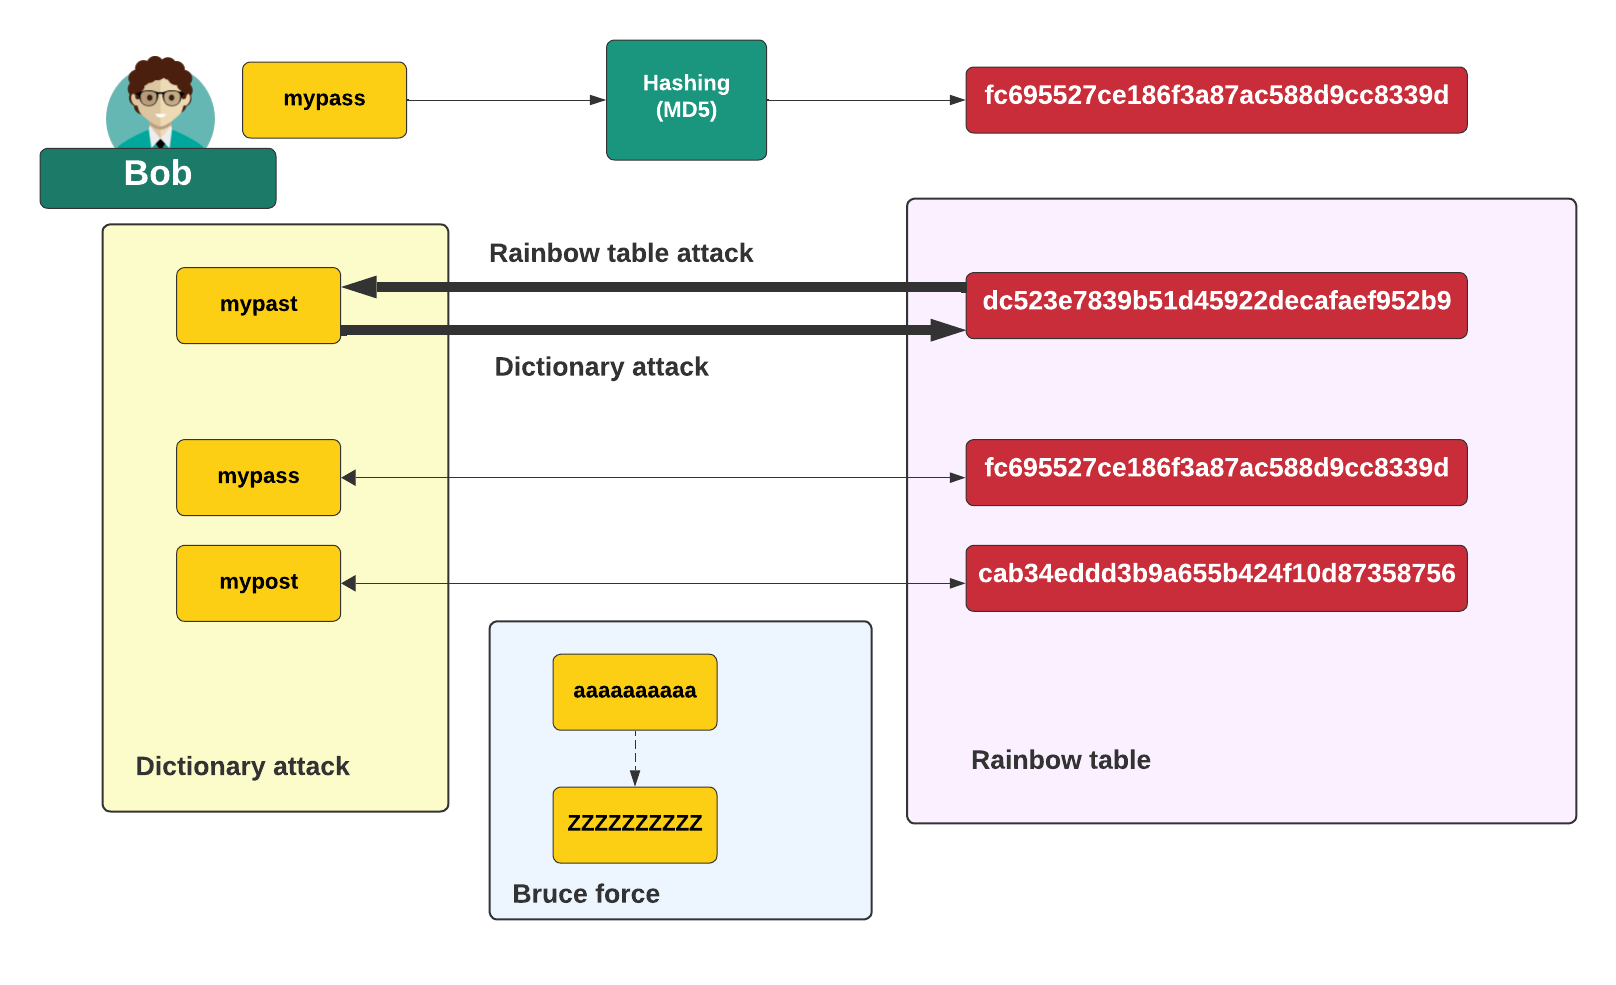 mypass
Hashing
(MD5)
fc695527ce186f3a87ac588d9cc8339d
Bob
Rainbow table attack
mypast
dc523e7839b51d45922decafaef952b9
Dictionary attack
mypass
fc695527ce186f3a87ac588d9cc8339d
mypost
cab34eddd3b9a655b424f10d87358756
aaaaaaaaaa
ZZZZZZZZZZ
Dictionary attack
Rainbow table
Bruce force